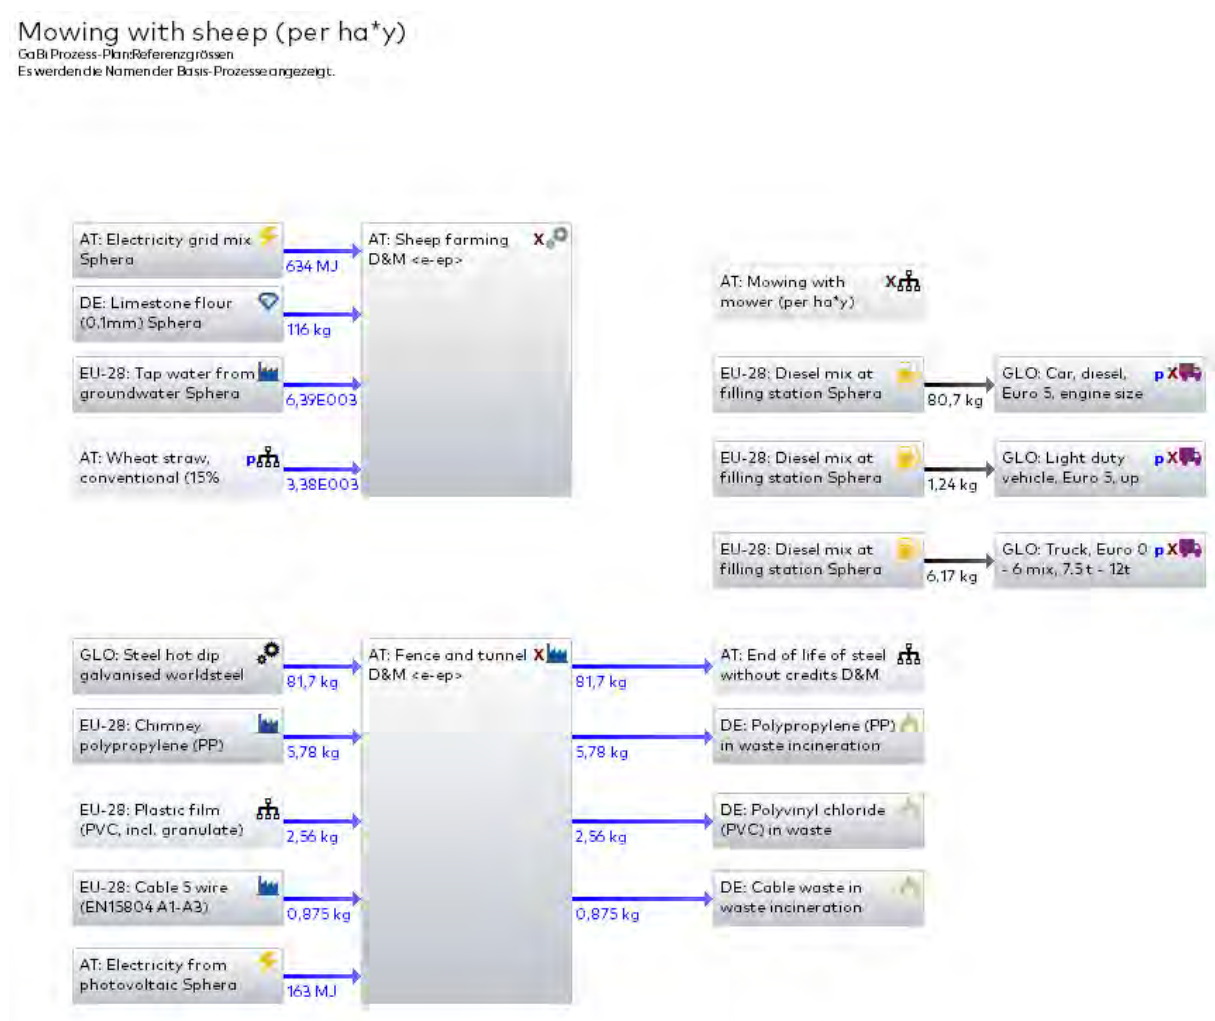 Mowing with sheep (per ha*y)
GaBi Prozess-Plan:Referenzgrössen
Es werden die Namen der Basis-Prozesse angezeigt.
AT: Electricity grid mix
Sphera
634 MJ
DE: Limestone flour
(0.1mm) Sphera
116 kg
EU-28: Tap water from
groundwater Sphera
6,39E003
AT: Wheat straw,
conventional (15%
p
3,38E003
AT: Sheep farming
D&M <e-ep>
X
AT: Mowing with
mower (per ha*y)
X
EU-28: Diesel mix at
filling station Sphera
80,7 kg
GLO: Car, diesel,
Euro 5, engine size
p X
EU-28: Diesel mix at
filling station Sphera
1,24 kg
GLO: Light duty
vehicle, Euro 5, up
p X
EU-28: Diesel mix at
filling station Sphera
6,17 kg
GLO: Truck, Euro 0
- 6 mix, 7.5 t - 12t
p X
GLO: Steel hot dip
galvanised worldsteel
81,7 kg
EU-28: Chimney
polypropylene (PP)
5,78 kg
EU-28: Plastic film
(PVC, incl. granulate)
2,56 kg
EU-28: Cable 5 wire
(EN15804 A1-A3)
0,875 kg
AT: Electricity from
photovoltaic Sphera
163 MJ
AT: Fence and tunnel
D&M <e-ep>
X
81,7 kg
AT: End of life of steel
without credits D&M
5,78 kg
DE: Polypropylene (PP)
in waste incineration
2,56 kg
DE: Polyvinyl chloride
(PVC) in waste
0,875 kg
DE: Cable waste in
waste incineration